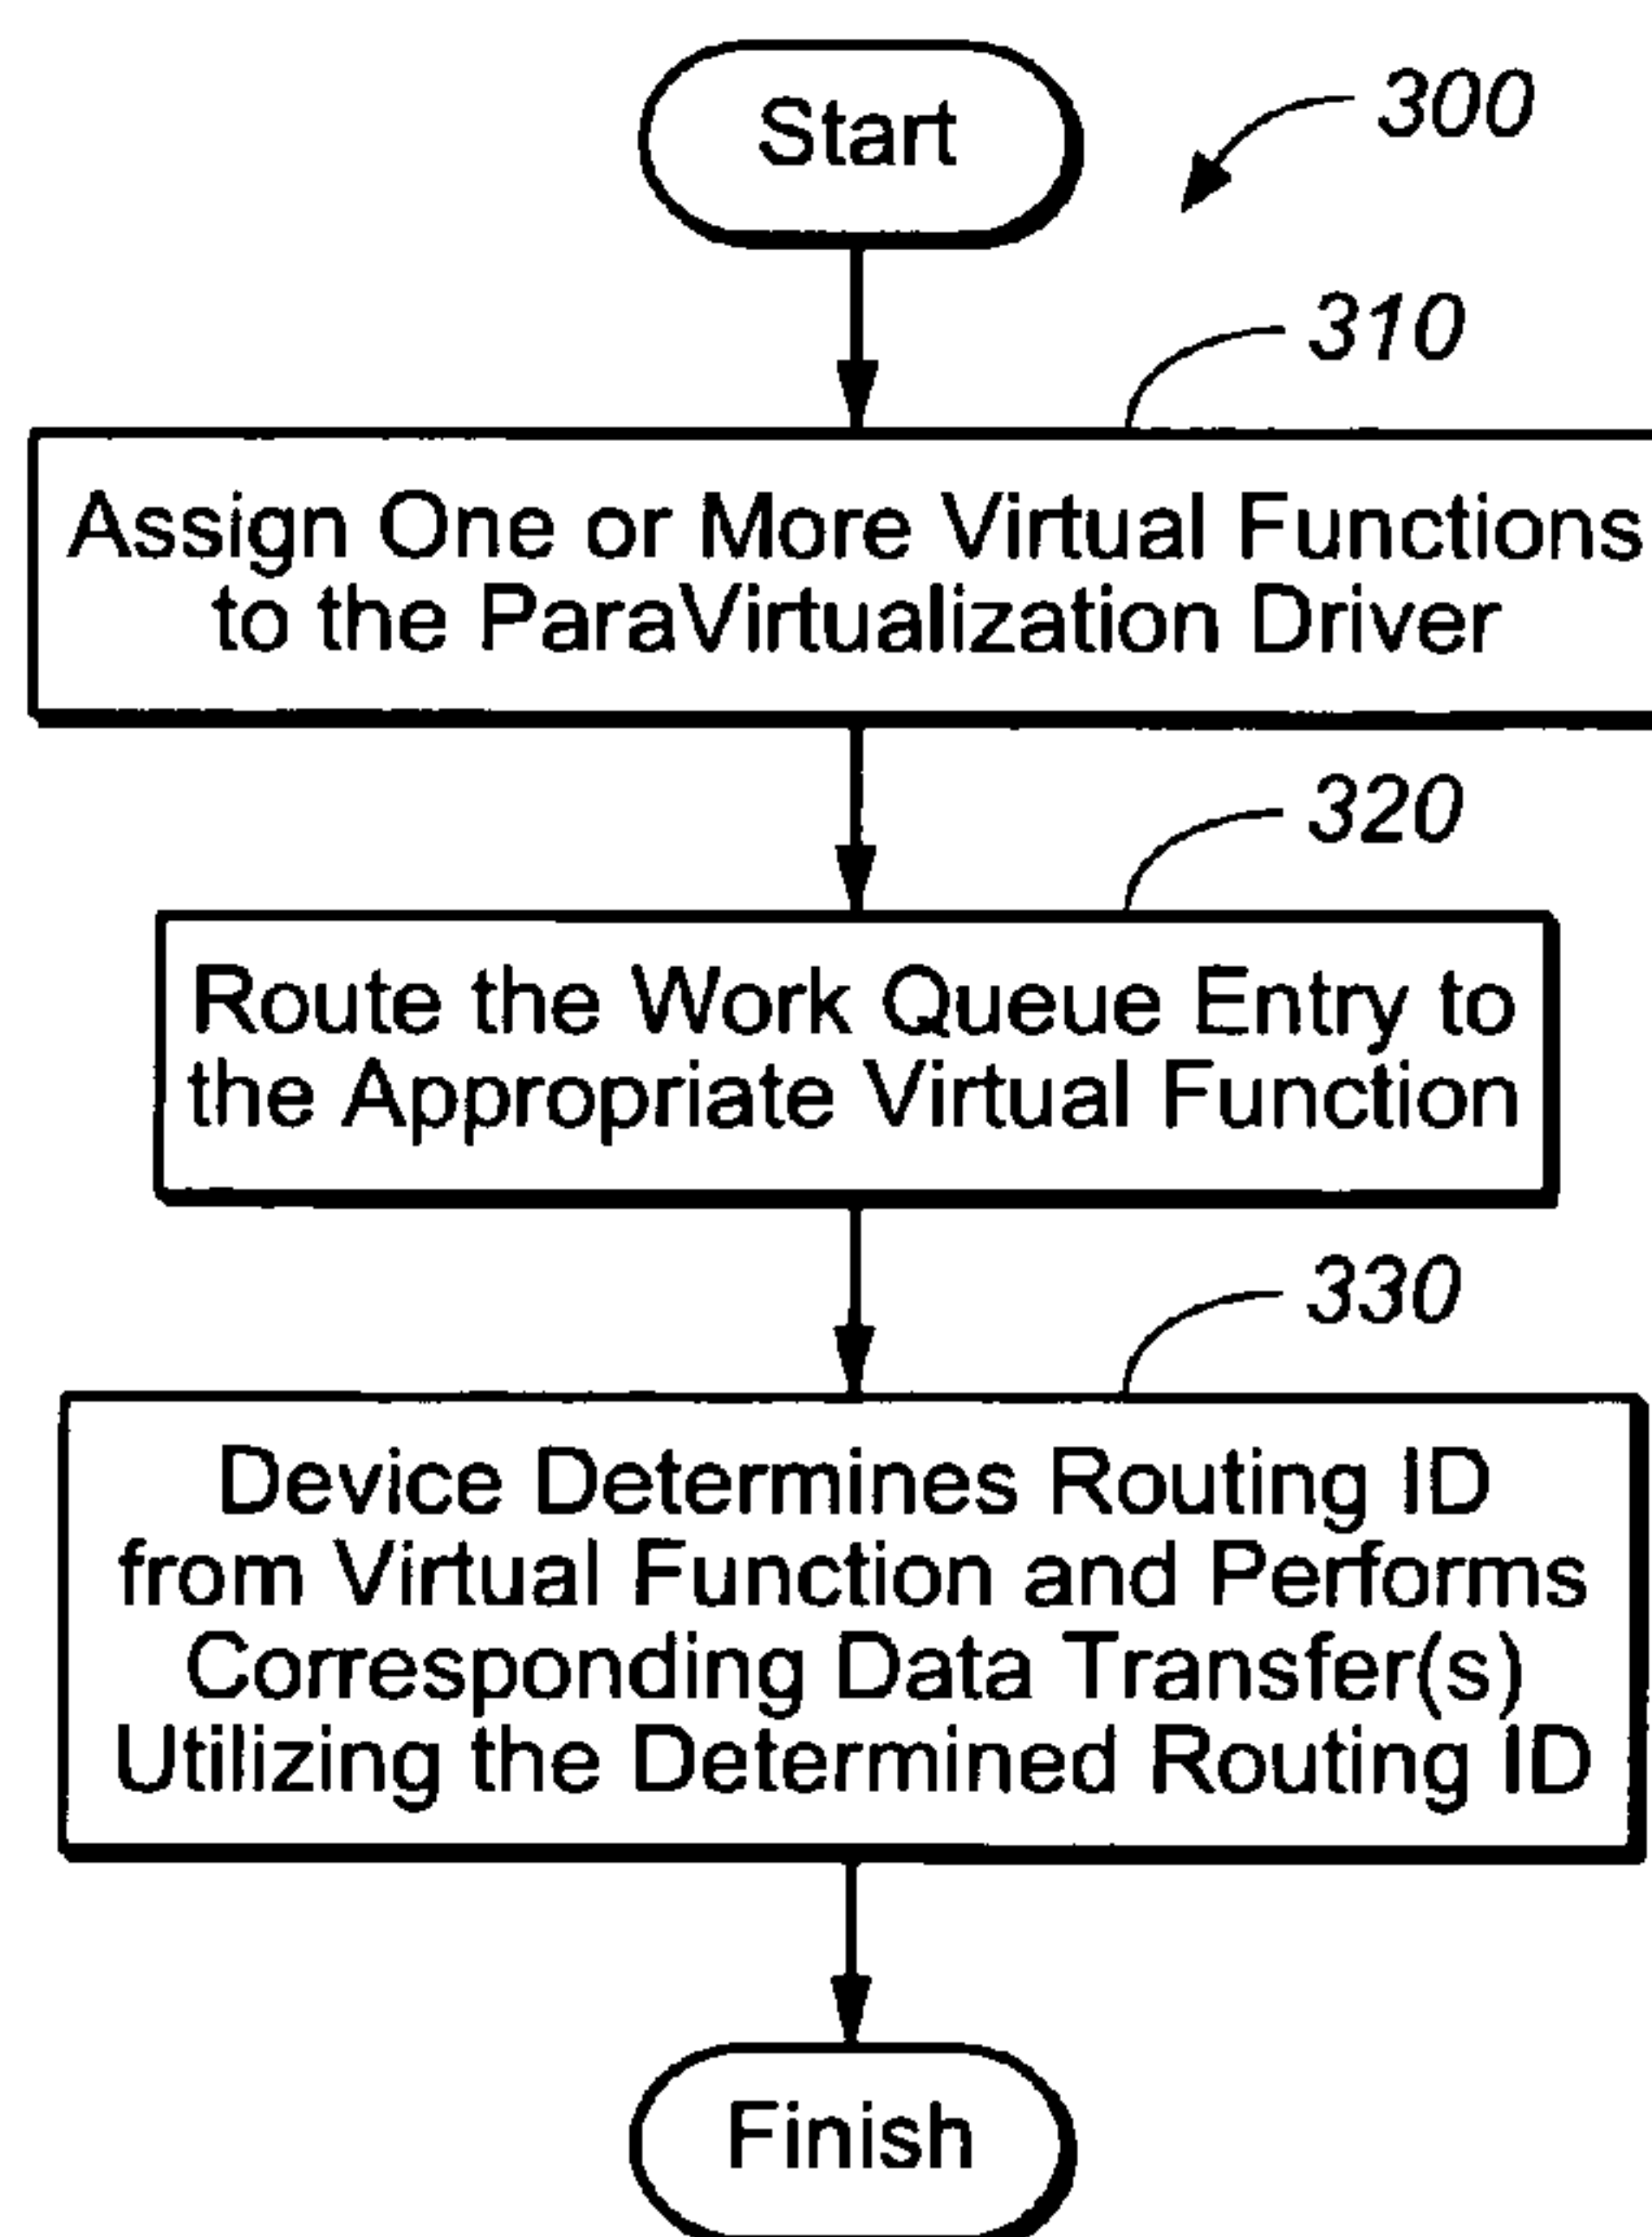 Start
300
310
Assign One or More Virtual Functions
to the ParaVirtualization Driver
320
Route the Work Queue Entry to
the Appropriate Virtual Function
330
Device Determines Routing ID
from Virtual Function and Performs
Corresponding Data Transfer(s)
Utilizing the Determined Routing ID
Finish